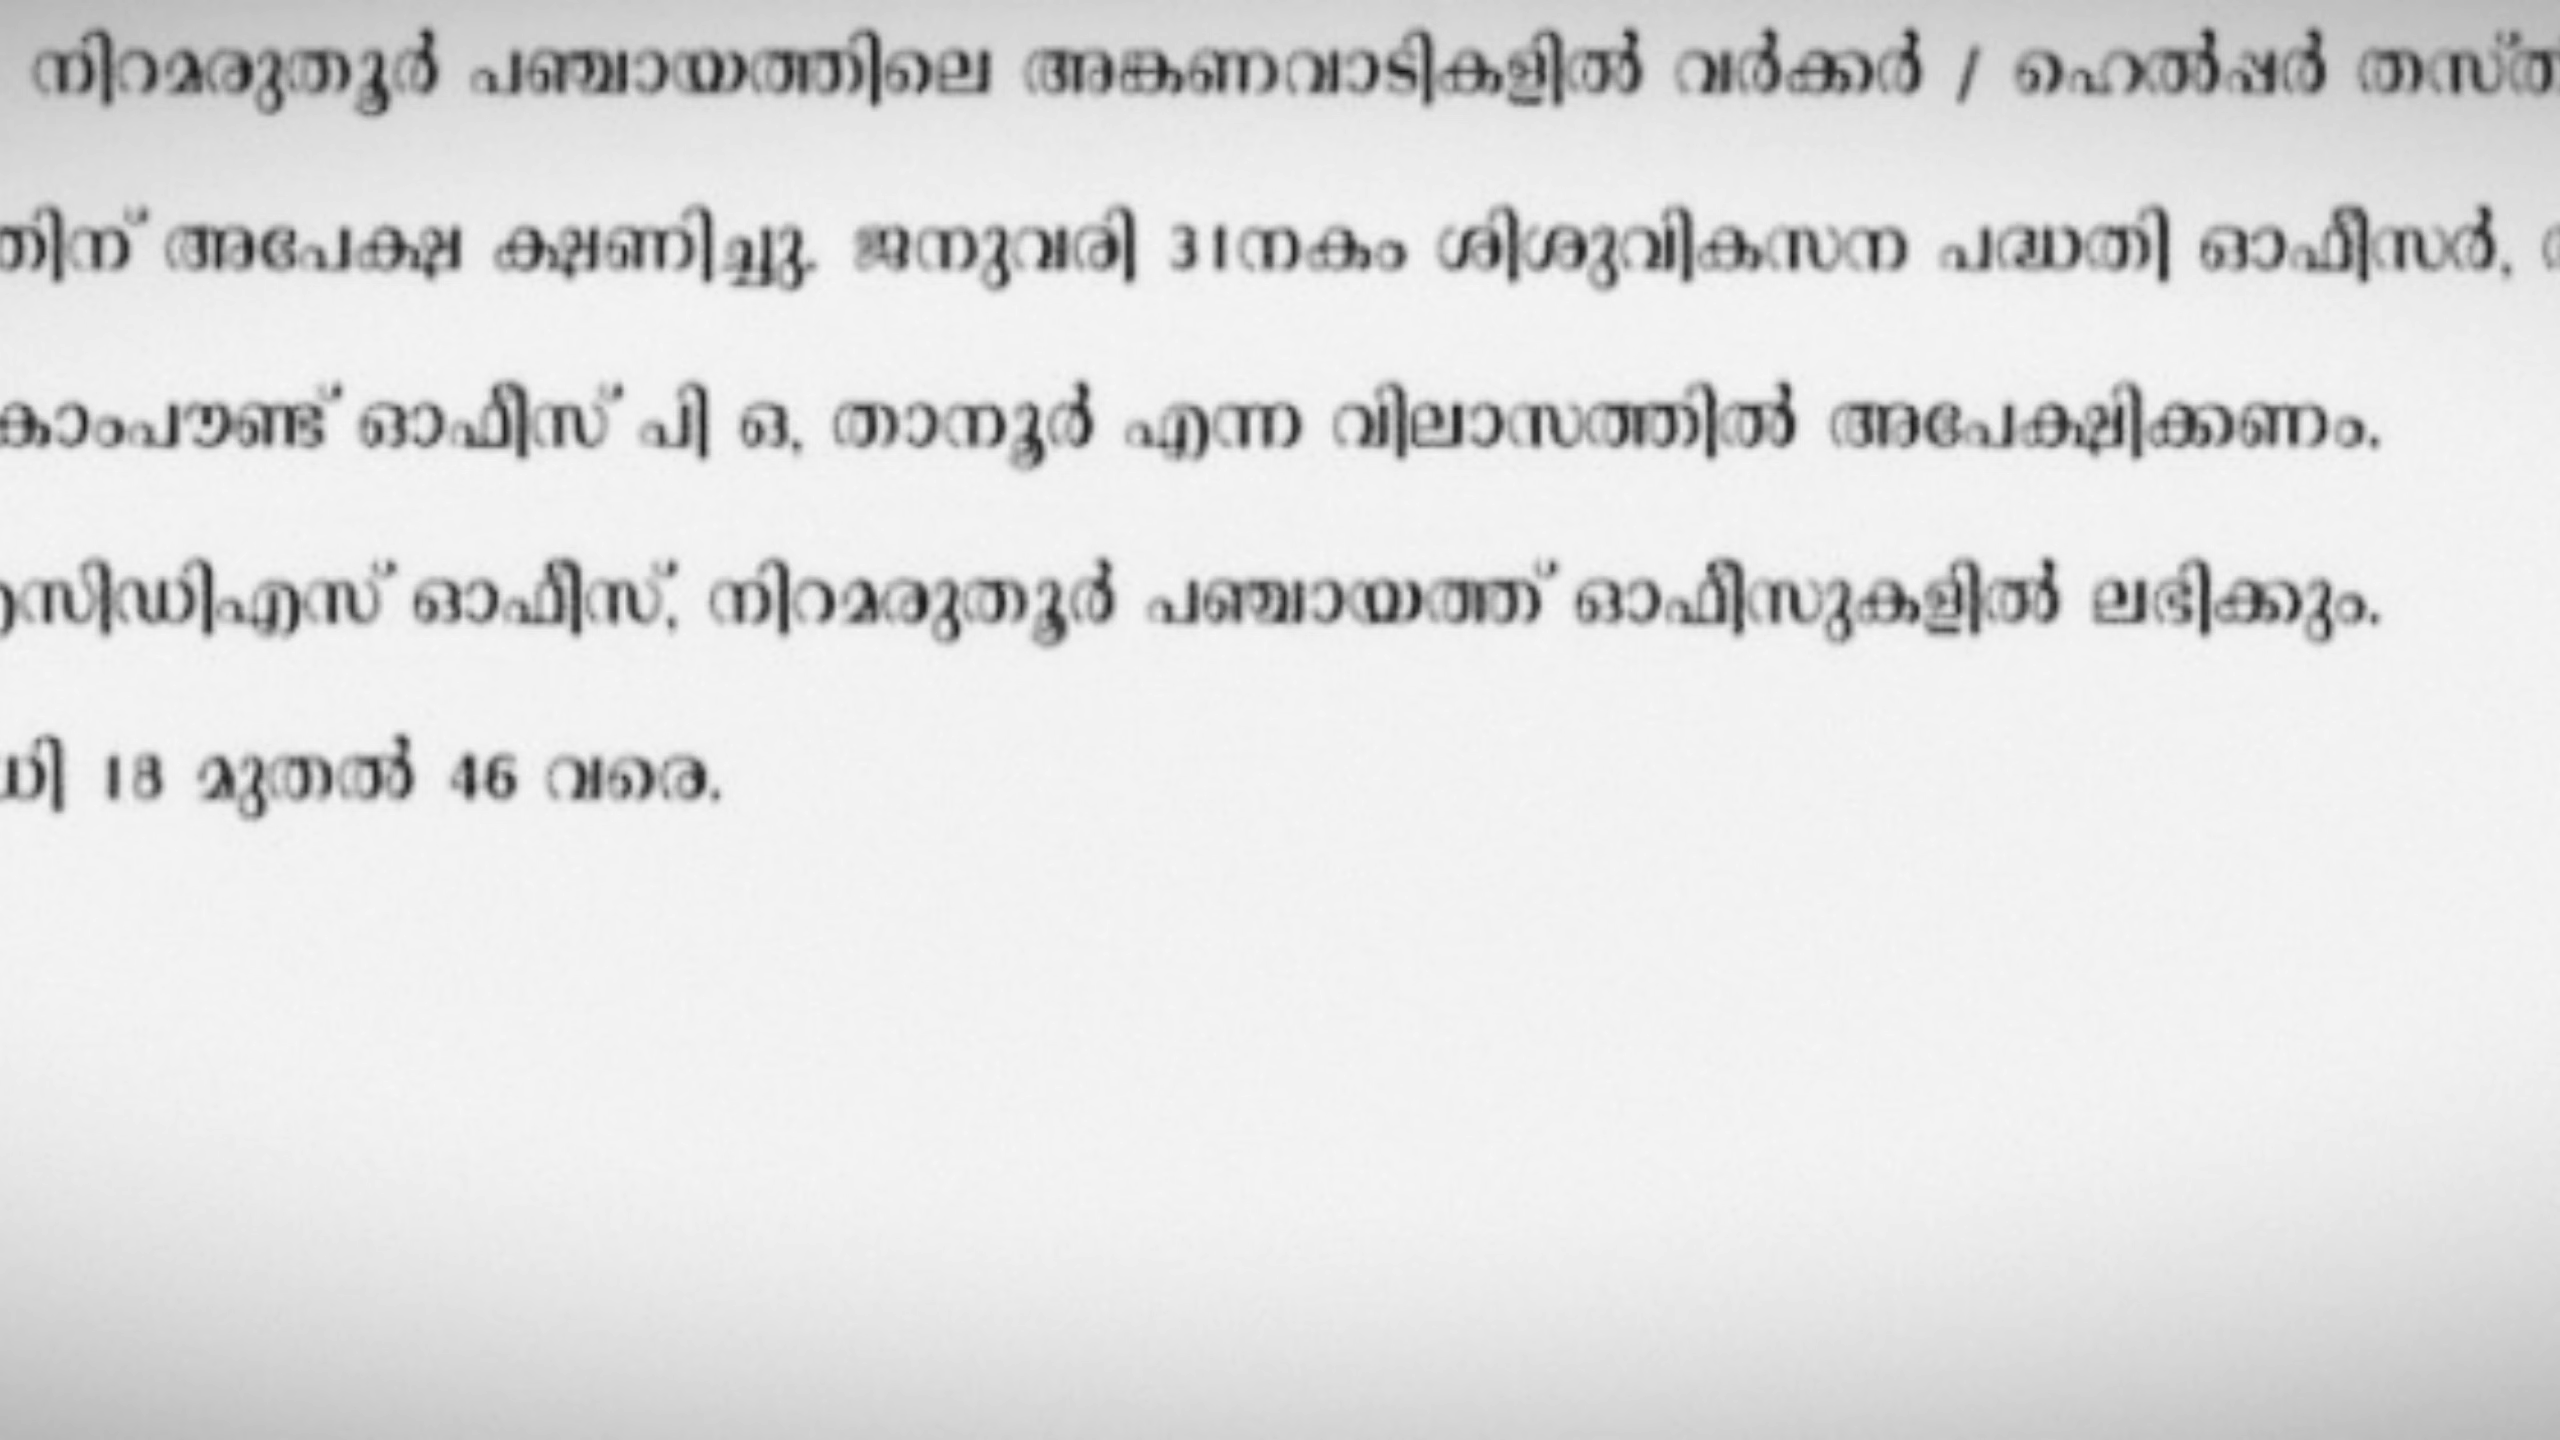 നിറമരുതൂർ പഞ്ചായത്തിലെ അങ്കണവാടികളിൽ വർക്കർ / ഹെൽപ്പർ
അപേക്ഷ ക്ഷണിച്ചു. ജനുവരി 31നകം ശിശുവികസന പദ്ധതി ഓഫീസർ,
കാംപൗണ്ട് ഓഫീസ് പി ഒ, താനൂർ എന്ന വിലാസത്തിൽ അപേക്ഷിക്കണം.
സിഡിഎസ് ഓഫീസ്, നിറമരുതൂർ പഞ്ചായത്ത് ഓഫീസുകളിൽ ലഭിക്കും.
18 മുതൽ 46 വരെ.